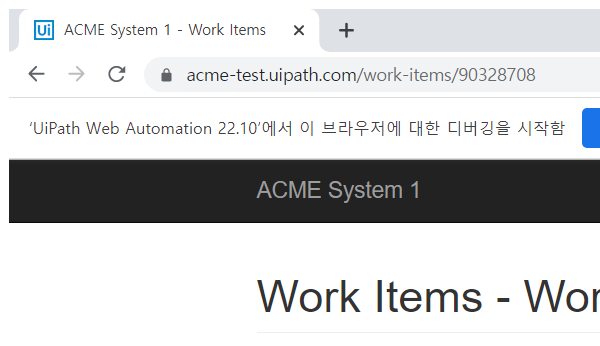 Ui ACME System 1 - Work Items
acme-test.uipath.com/work-items/90328708
'UiPath Web Automation 22.10'에서 이 브라우저에 대한 디버깅을 시작함
ACME System 1
Work Items - Wor